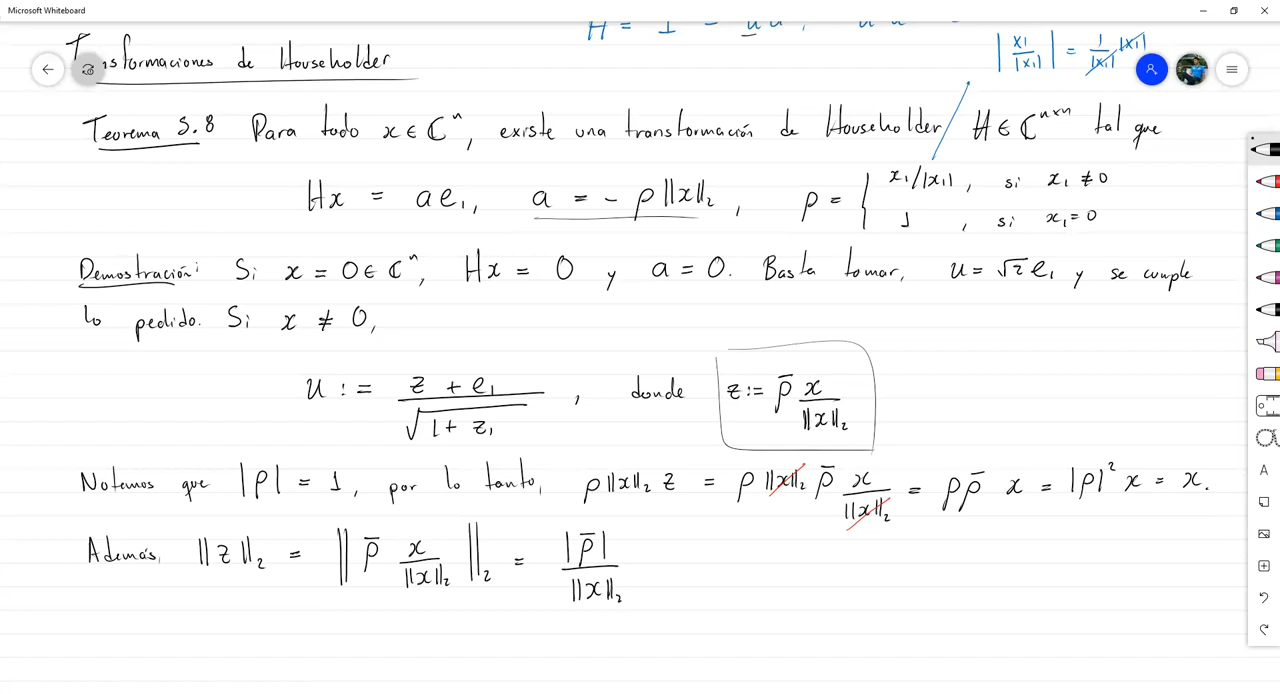 Microsoft Whiteboard
Transformaciones de Householder
| x₁/|x₁| | = 1/|x₁| |x₁|
Teorema 5.8 Para todo x ∈ ℂⁿ, existe una transformación de Householder H ∈ ℂⁿˣⁿ tal que
Hx = a e₁, a = - ρ ||x||₂, ρ = { x₁/|x₁| , si x₁ ≠ 0
1 , si x₁ = 0
Demostración: Si x = 0 ∈ ℂⁿ, Hx = 0 y a = 0. Basta tomar, u = √2 e₁ y se cumple
lo pedido. Si x ≠ 0,
u := (z + e₁)/√(1 + z₁) , donde z := ρ̄ x/||x||₂
Notemos que |ρ| = 1, por lo tanto, ρ ||x||₂ z = ρ ||x||₂ ρ̄ x/||x||₂ = ρρ̄ x = |ρ|² x = x.
Además, ||z||₂ = || ρ̄ x/||x||₂ ||₂ = |ρ̄|/||x||₂